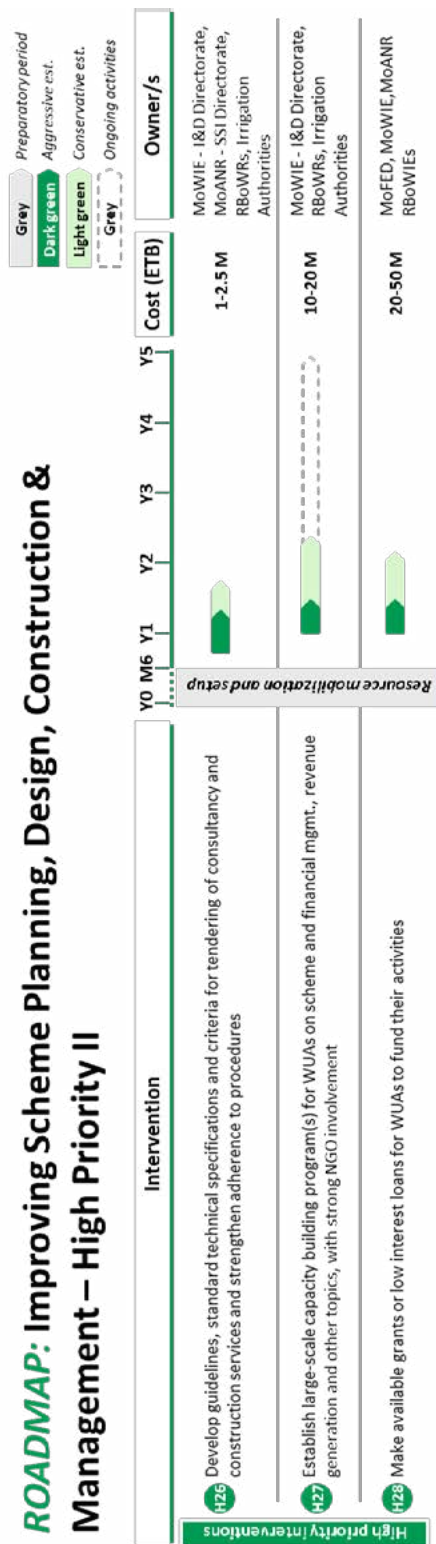 ROADMAP: Improving Scheme Planning, Design, Construction &
Management – High Priority II
Grey Preparatory period
Dark green Aggressive est.
Light green Conservative est.
Grey Ongoing activities
Intervention
Y0 M6 Y1 Y2 Y3 Y4 Y5
Cost (ETB)
Owner/s
High priority interventions
Resource mobilization and setup
H26 Develop guidelines, standard technical specifications and criteria for tendering of consultancy and
construction services and strengthen adherence to procedures
1-2.5 M
MoWIE - I&D Directorate,
MoANR - SSI Directorate,
RBoWRs, Irrigation
Authorities
H27 Establish large-scale capacity building program(s) for WUAs on scheme and financial mgmt., revenue
generation and other topics, with strong NGO involvement
10-20 M
MoWIE - I&D Directorate,
RBoWRs, Irrigation
Authorities
H28 Make available grants or low interest loans for WUAs to fund their activities
20-50 M
MoFED, MoWIE,MoANR
RBoWIEs